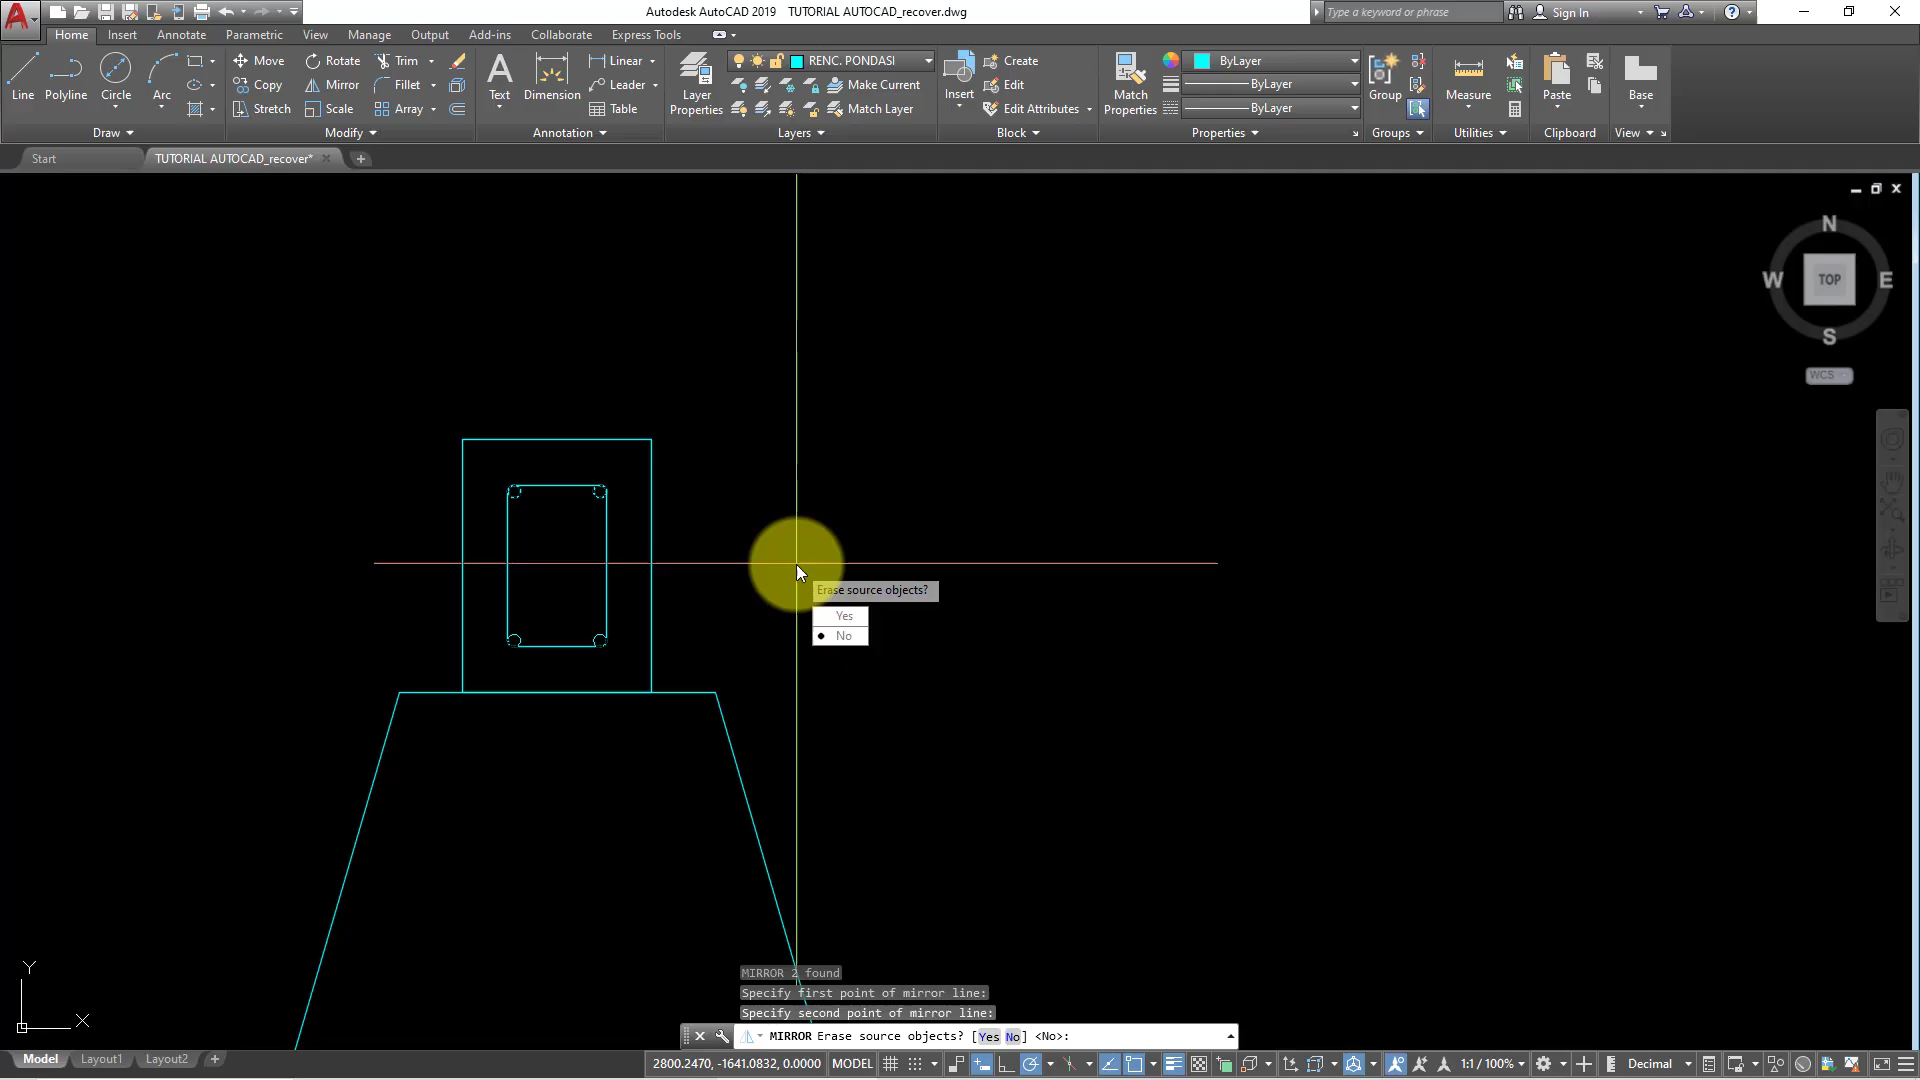 Autodesk AutoCAD 2019 TUTORIAL AUTOCAD_recover.dwg
Type a keyword or phrase
Sign In
Home Insert Annotate Parametric View Manage Output Add-ins Collaborate Express Tools
Line Polyline Circle Arc
Move Rotate Trim
Copy Mirror Fillet
Stretch Scale Array
Text Dimension
Linear
Leader
Table
Layer Properties
RENC. PONDASI
Make Current
Match Layer
Insert
Create
Edit
Edit Attributes
Match Properties
ByLayer
ByLayer
ByLayer
Group Measure Paste Base
Draw Modify Annotation Layers Block Properties Groups Utilities Clipboard View
Start TUTORIAL AUTOCAD_recover*
N
W TOP E
S
WCS
Erase source objects?
Yes
No
Y
X
MIRROR 2 found
Specify first point of mirror line:
Specify second point of mirror line:
MIRROR Erase source objects? [Yes No] <No>:
Model Layout1 Layout2
2800.2470, -1641.0832, 0.0000 MODEL 1:1 / 100% Decimal